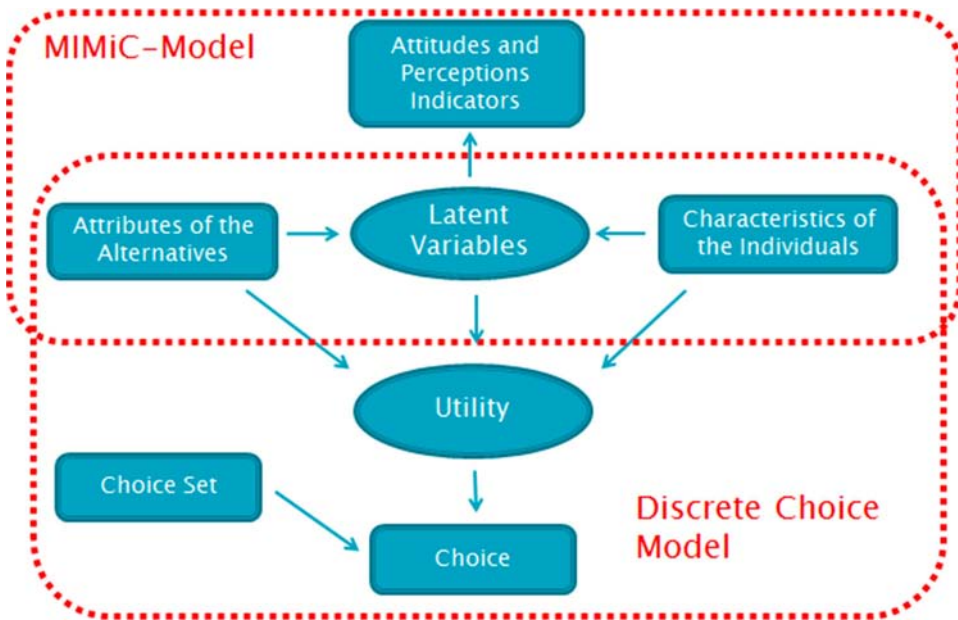 MIMiC-Model
Attitudes and
Perceptions
Indicators
Attributes of the
Alternatives
Latent
Variables
Characteristics of
the Individuals
Utility
Choice Set
Choice
Discrete Choice
Model